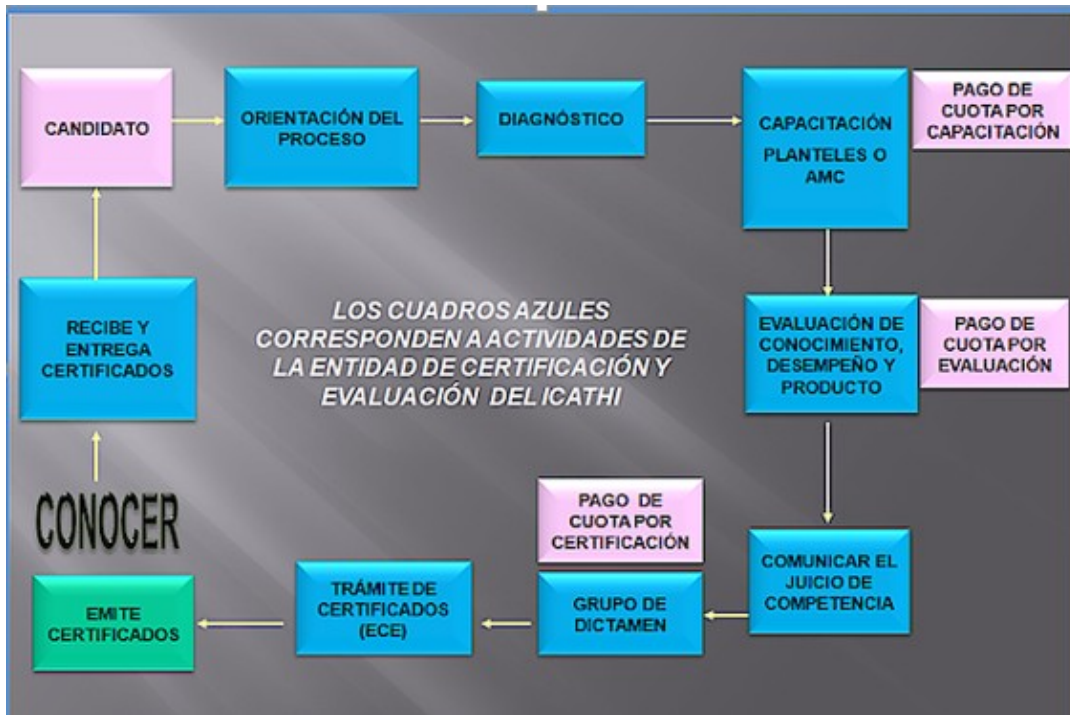 CANDIDATO
ORIENTACIÓN DEL
PROCESO
DIAGNÓSTICO
CAPACITACIÓN
PLANTELES O
AMC
PAGO DE
CUOTA POR
CAPACITACIÓN
RECIBE Y
ENTREGA
CERTIFICADOS
LOS CUADROS AZULES
CORRESPONDEN A ACTIVIDADES DE
LA ENTIDAD DE CERTIFICACIÓN Y
EVALUACIÓN DEL ICATHI
EVALUACIÓN DE
CONOCIMIENTO,
DESEMPEÑO Y
PRODUCTO
PAGO DE
CUOTA POR
EVALUACIÓN
CONOCER
EMITE
CERTIFICADOS
TRÁMITE DE
CERTIFICADOS
(ECE)
PAGO DE
CUOTA POR
CERTIFICACIÓN
GRUPO DE
DICTAMEN
COMUNICAR EL
JUICIO DE
COMPETENCIA